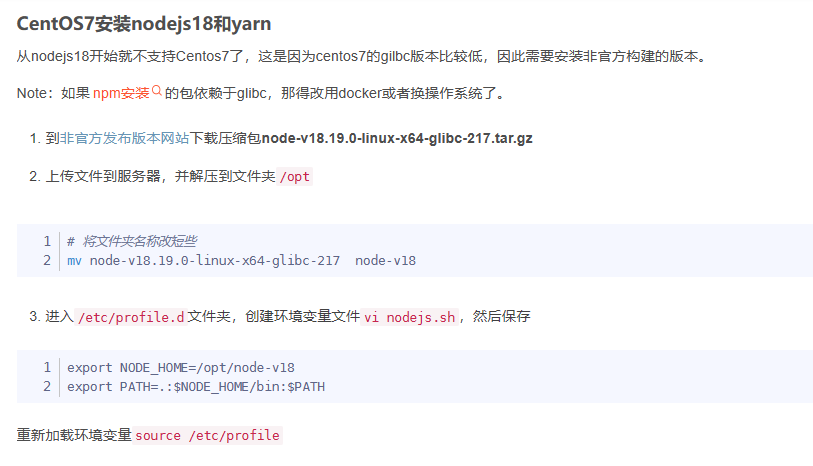 CentOS7安装nodejs18和yarn
从nodejs18开始就不支持Centos7了，这是因为centos7的gilbc版本比较低，因此需要安装非官方构建的版本。
Note：如果 npm安装 的包依赖于glibc，那得改用docker或者换操作系统了。
1. 到非官方发布版本网站下载压缩包node-v18.19.0-linux-x64-glibc-217.tar.gz
2. 上传文件到服务器，并解压到文件夹 /opt
1 # 将文件夹名称改短些
2 mv node-v18.19.0-linux-x64-glibc-217  node-v18
3. 进入 /etc/profile.d 文件夹，创建环境变量文件 vi nodejs.sh ，然后保存
1 export NODE_HOME=/opt/node-v18
2 export PATH=.:$NODE_HOME/bin:$PATH
重新加载环境变量 source /etc/profile